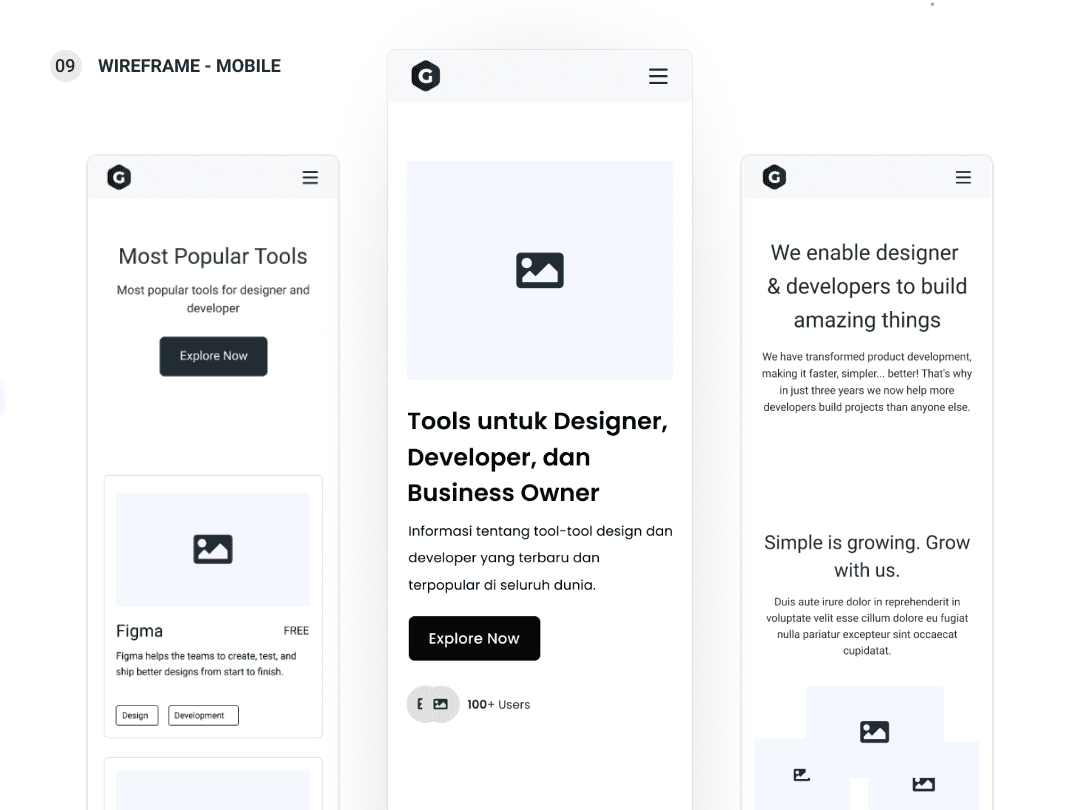 09 WIREFRAME - MOBILE
G
Most Popular Tools
Most popular tools for designer and
developer
Explore Now
Figma FREE
Figma helps the teams to create, test, and
ship better designs from start to finish.
Design Development
G
Tools untuk Designer,
Developer, dan
Business Owner
Informasi tentang tool-tool design dan
developer yang terbaru dan
terpopular di seluruh dunia.
Explore Now
100+ Users
G
We enable designer
& developers to build
amazing things
We have transformed product development,
making it faster, simpler... better! That's why
in just three years we now help more
developers build projects than anyone else.
Simple is growing. Grow
with us.
Duis aute irure dolor in reprehenderit in
voluptate velit esse cillum dolore eu fugiat
nulla pariatur excepteur sint occaecat
cupidatat.